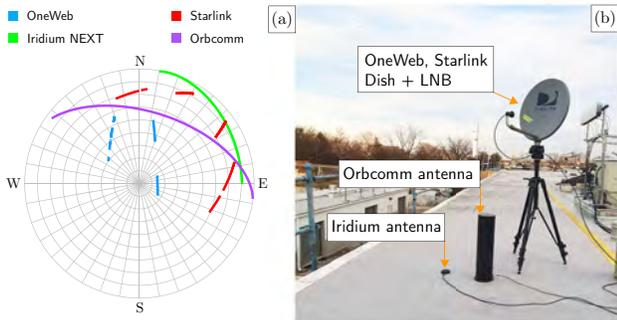 OneWeb
Starlink
Iridium NEXT
Orbcomm
(a)
N
W
E
S
(b)
OneWeb, Starlink
Dish + LNB
Orbcomm antenna
Iridium antenna